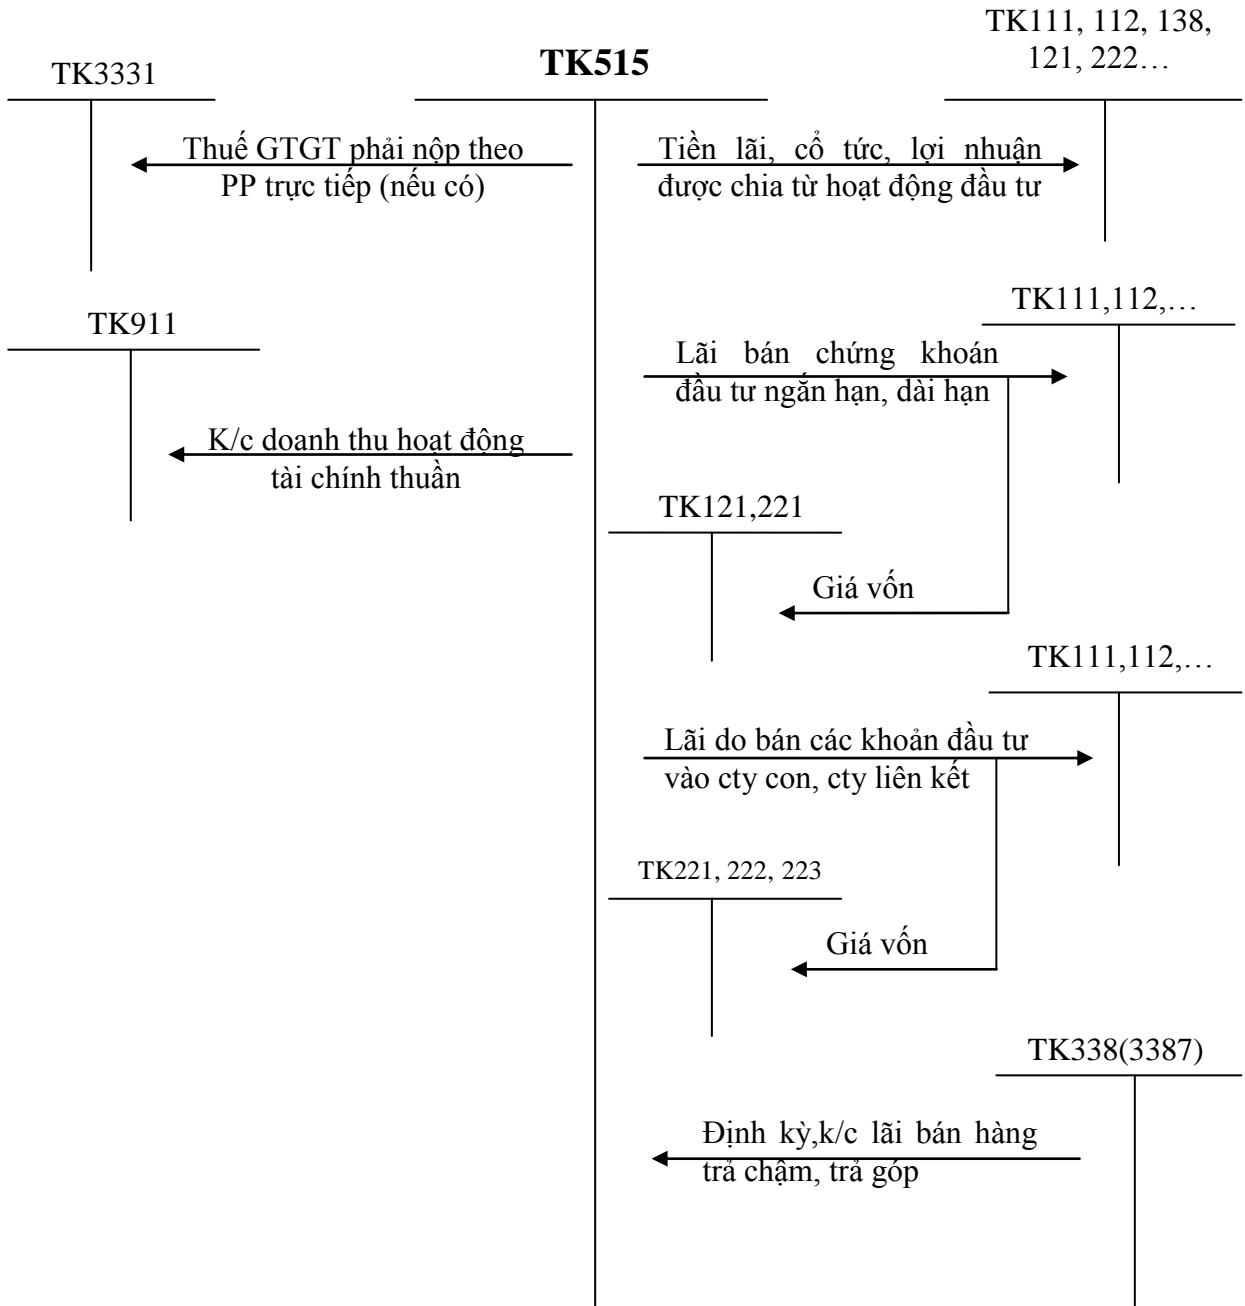 TK3331
TK515
TK111, 112, 138,
121, 222…
Thuế GTGT phải nộp theo
PP trực tiếp (nếu có)
Tiền lãi, cổ tức, lợi nhuận
được chia từ hoạt động đầu tư
TK911
TK111,112,…
Lãi bán chứng khoán
đầu tư ngắn hạn, dài hạn
K/c doanh thu hoạt động
tài chính thuần
TK121,221
Giá vốn
TK111,112,…
Lãi do bán các khoản đầu tư
vào cty con, cty liên kết
TK221, 222, 223
Giá vốn
TK338(3387)
Định kỳ,k/c lãi bán hàng
trả chậm, trả góp